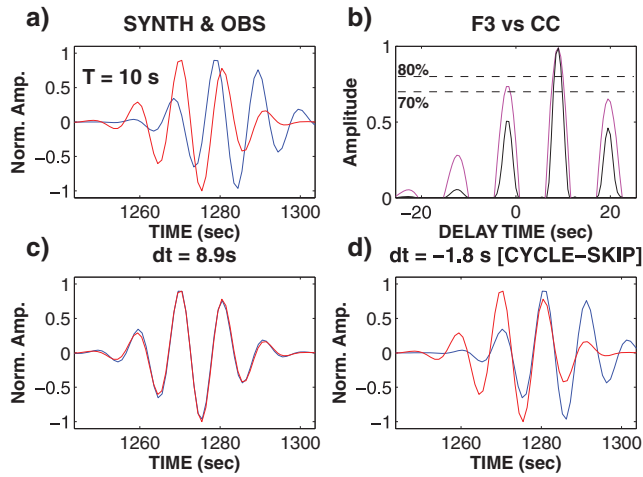 a)
SYNTH & OBS
T = 10 s
Norm. Amp.
1
0.5
0
−0.5
−1
1260
1280
1300
TIME (sec)
b)
F3 vs CC
80%
70%
Amplitude
1
0.5
0
−20
0
20
DELAY TIME (sec)
c)
dt = 8.9s
Norm. Amp.
1
0.5
0
−0.5
−1
1260
1280
1300
TIME (sec)
d)
dt = −1.8 s [CYCLE−SKIP]
Norm. Amp.
1
0.5
0
−0.5
−1
1260
1280
1300
TIME (sec)